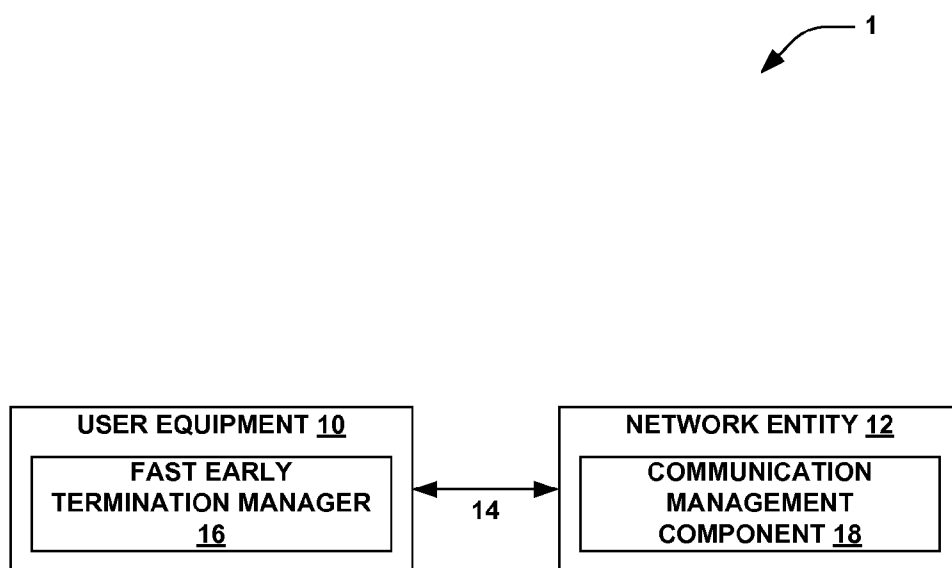 1
USER EQUIPMENT 10
FAST EARLY
TERMINATION MANAGER
16
14
NETWORK ENTITY 12
COMMUNICATION
MANAGEMENT
COMPONENT 18